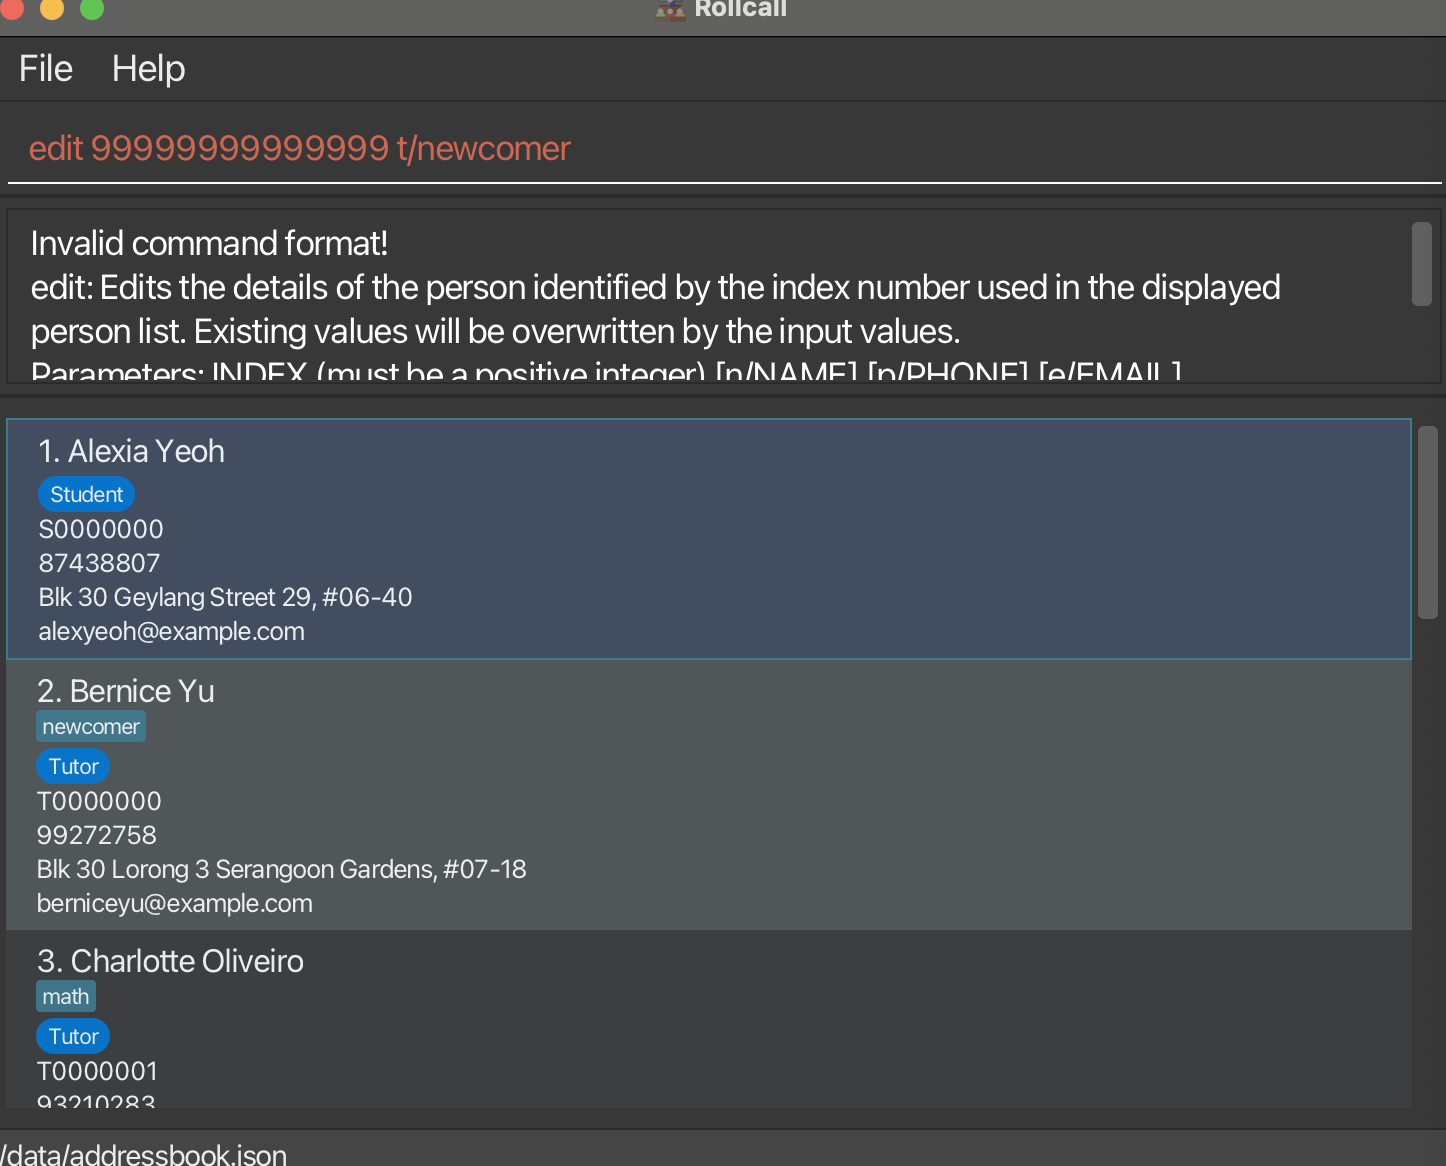 Rollcall
File Help
edit 99999999999999 t/newcomer
Invalid command format!
edit: Edits the details of the person identified by the index number used in the displayed
person list. Existing values will be overwritten by the input values.
Parameters: INDEX (must be a positive integer) [n/NAME] [p/PHONE] [e/EMAIL]
1. Alexia Yeoh
Student
S0000000
87438807
Blk 30 Geylang Street 29, #06-40
alexyeoh@example.com
2. Bernice Yu
newcomer
Tutor
T0000000
99272758
Blk 30 Lorong 3 Serangoon Gardens, #07-18
berniceyu@example.com
3. Charlotte Oliveiro
math
Tutor
T0000001
93210283
/data/addressbook.json